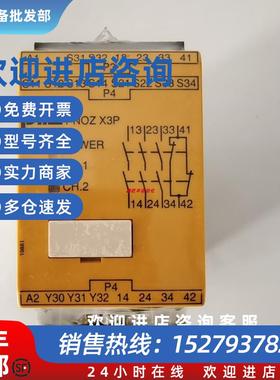 备批发部
欢迎进店咨询
S31
S22
13
23
33
41
P4
S34
免费开票
型号齐全
实力商家
多仓速发
PNOZ X3P
POWER
CH.2
13 23 33 41
14 24 34 42
P4
A2 Y30 Y31 Y32 14 24 34 42
欢迎进店咨询客服
部
销售热线：
24小时在线